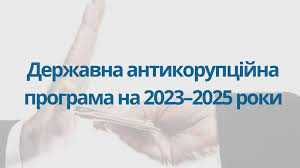 Державна антикорупційна
програма на 2023–2025 роки